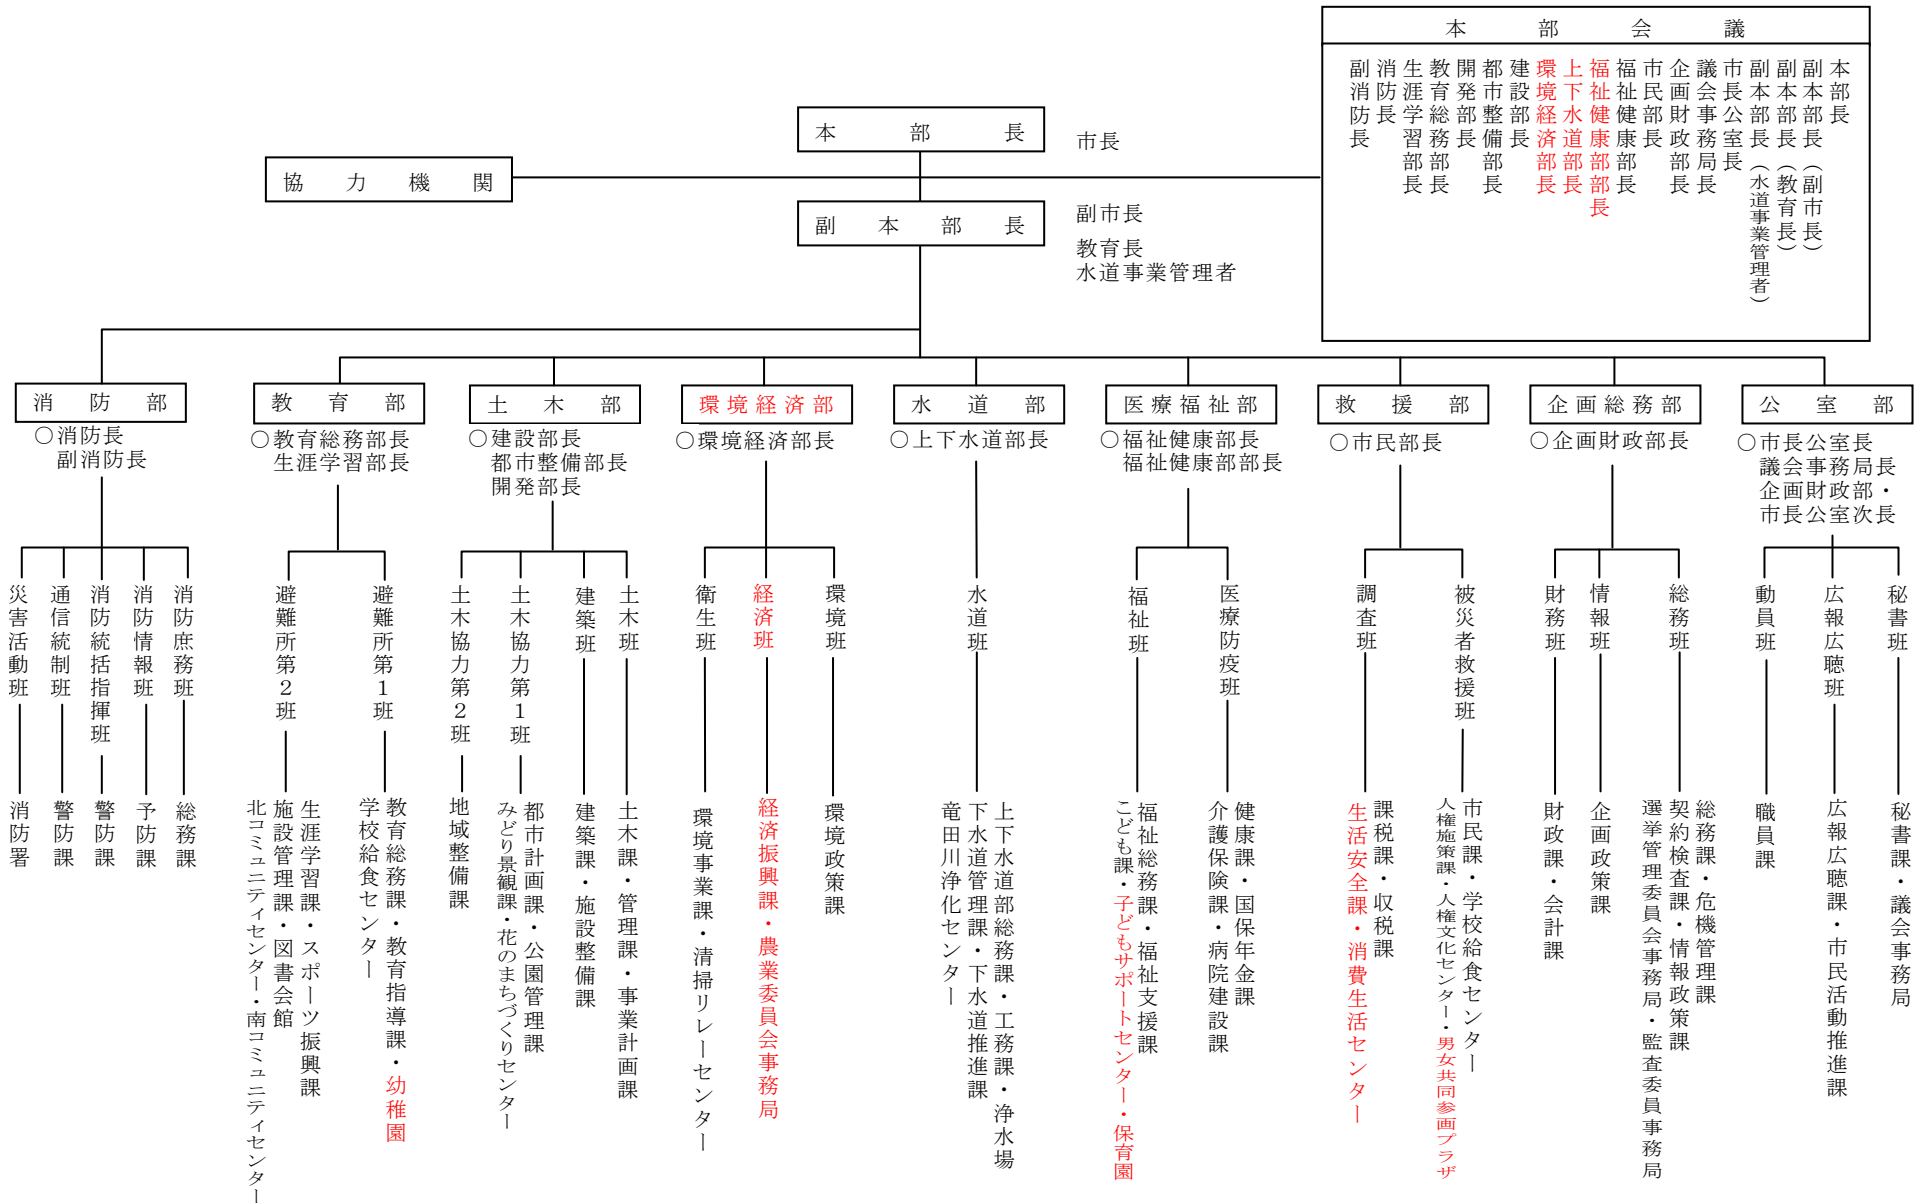 本部会議
本部長
副本部長（副市長）
副本部長（教育長）
副本部長（水道事業管理者）
市長公室長
議会事務局長
企画財政部長
市民部長
福祉健康部長
福祉健康部部長
上下水道部長
環境経済部長
建設部長
都市整備部長
開発部長
教育総務部長
生涯学習部長
消防長
副消防長
本部長
市長
協力機関
副本部長
副市長
教育長
水道事業管理者
消防部
○消防長
副消防長
教育部
○教育総務部長
生涯学習部長
土木部
○建設部長
都市整備部長
開発部長
環境経済部
○環境経済部長
水道部
○上下水道部長
医療福祉部
○福祉健康部長
福祉健康部部長
救援部
○市民部長
企画総務部
○企画財政部長
公室部
○市長公室長
議会事務局長
企画財政部・
市長公室次長
災害活動班
通信統制班
消防統括指揮班
消防情報班
消防庶務班
避難所第２班
避難所第１班
土木協力第２班
土木協力第１班
建築班
土木班
衛生班
経済班
環境班
水道班
福祉班
医療防疫班
調査班
被災者救援班
財務班
情報班
総務班
動員班
広報広聴班
秘書班
消防署
警防課
警防課
予防課
総務課
生涯学習課・スポーツ振興課
施設管理課・図書会館
北コミュニティセンター・南コミュニティセンター
教育総務課・教育指導課・幼稚園
学校給食センター
地域整備課
都市計画課・公園管理課
みどり景観課・花のまちづくりセンター
建築課・施設整備課
土木課・管理課・事業計画課
環境事業課・清掃リレーセンター
経済振興課・農業委員会事務局
環境政策課
上下水道部総務課・工務課・浄水場
下水道管理課・下水道推進課
竜田川浄化センター
福祉総務課・福祉支援課
こども課・子どもサポートセンター・保育園
健康課・国保年金課
介護保険課・病院建設課
課税課・収税課
生活安全課・消費生活センター
市民課・学校給食センター
人権施策課・人権文化センター・男女共同参画プラザ
財政課・会計課
企画政策課
総務課・危機管理課
契約検査課・情報政策課
選挙管理委員会事務局・監査委員事務局
職員課
広報広聴課・市民活動推進課
秘書課・議会事務局